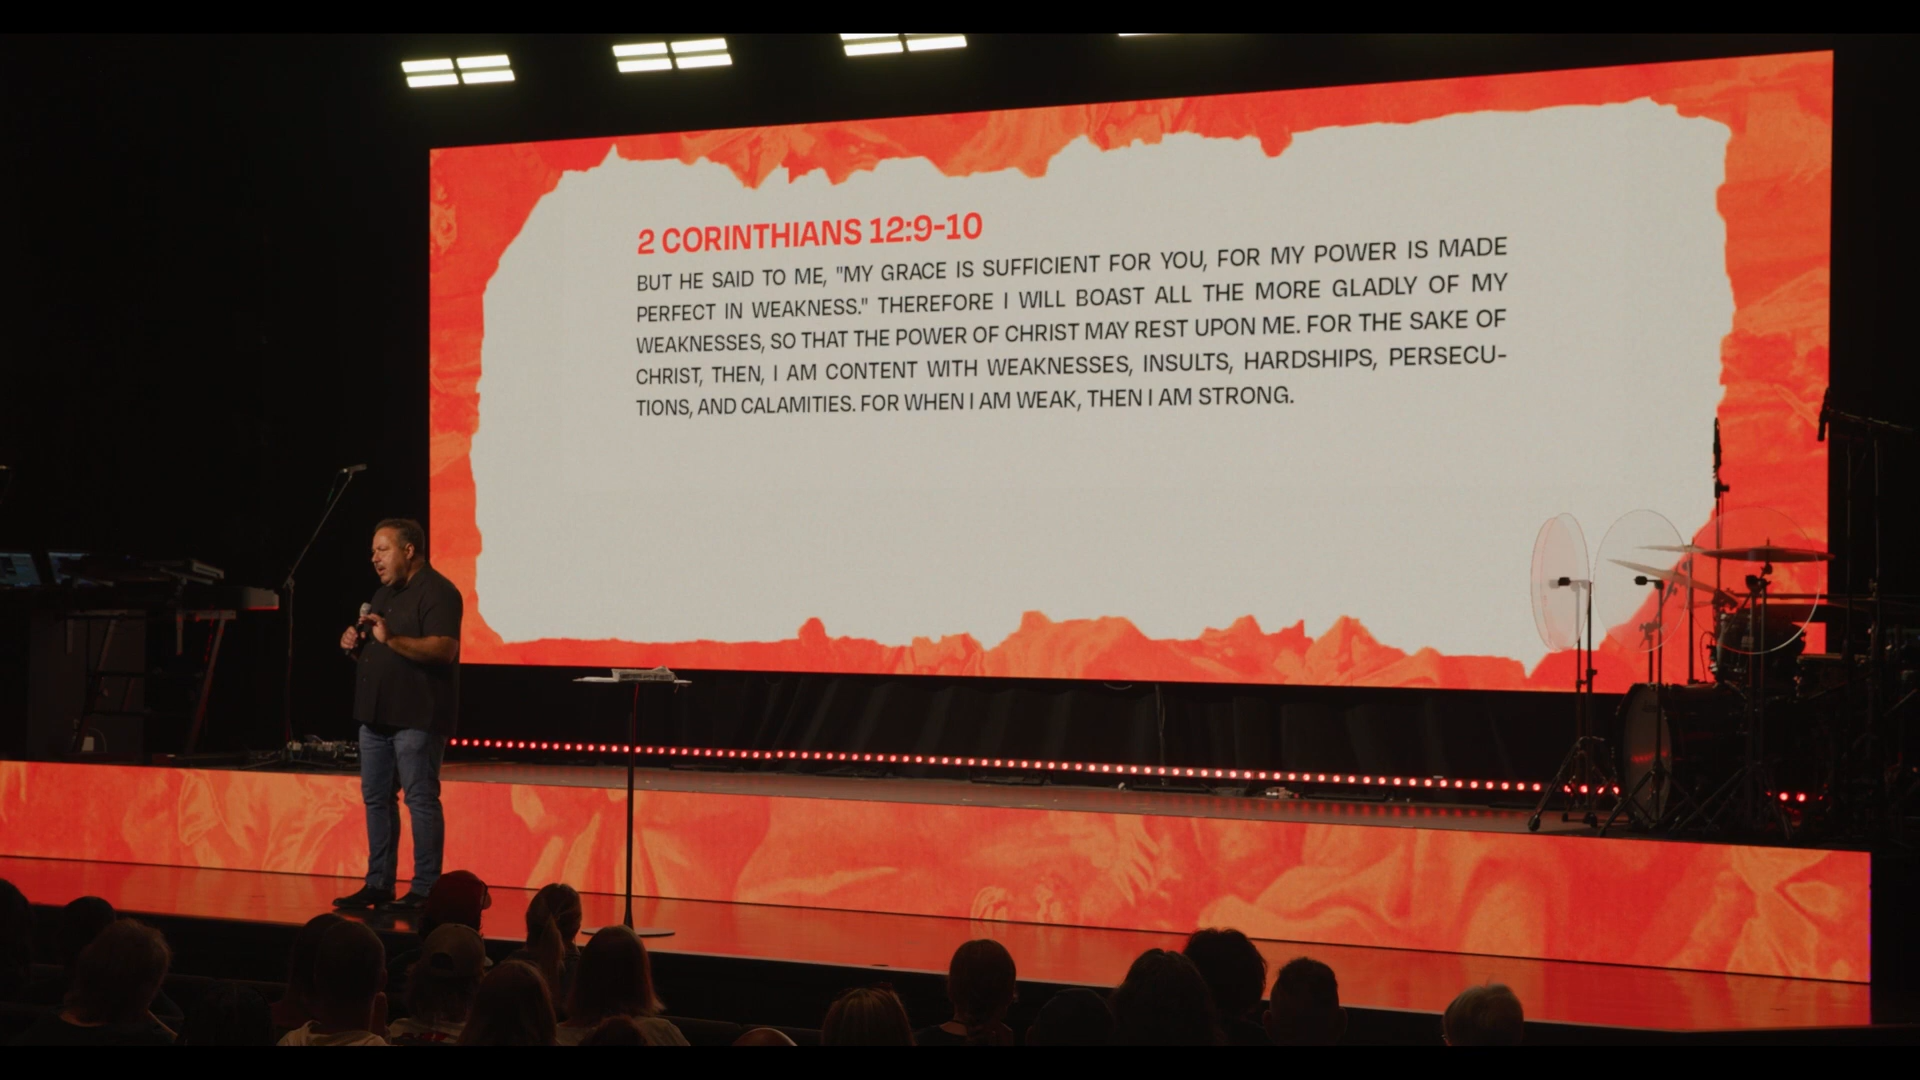 2 CORINTHIANS 12:9-10
BUT HE SAID TO ME, "MY GRACE IS SUFFICIENT FOR YOU, FOR MY POWER IS MADE
PERFECT IN WEAKNESS." THEREFORE I WILL BOAST ALL THE MORE GLADLY OF MY
WEAKNESSES, SO THAT THE POWER OF CHRIST MAY REST UPON ME. FOR THE SAKE OF
CHRIST, THEN, I AM CONTENT WITH WEAKNESSES, INSULTS, HARDSHIPS, PERSECU-
TIONS, AND CALAMITIES. FOR WHEN I AM WEAK, THEN I AM STRONG.